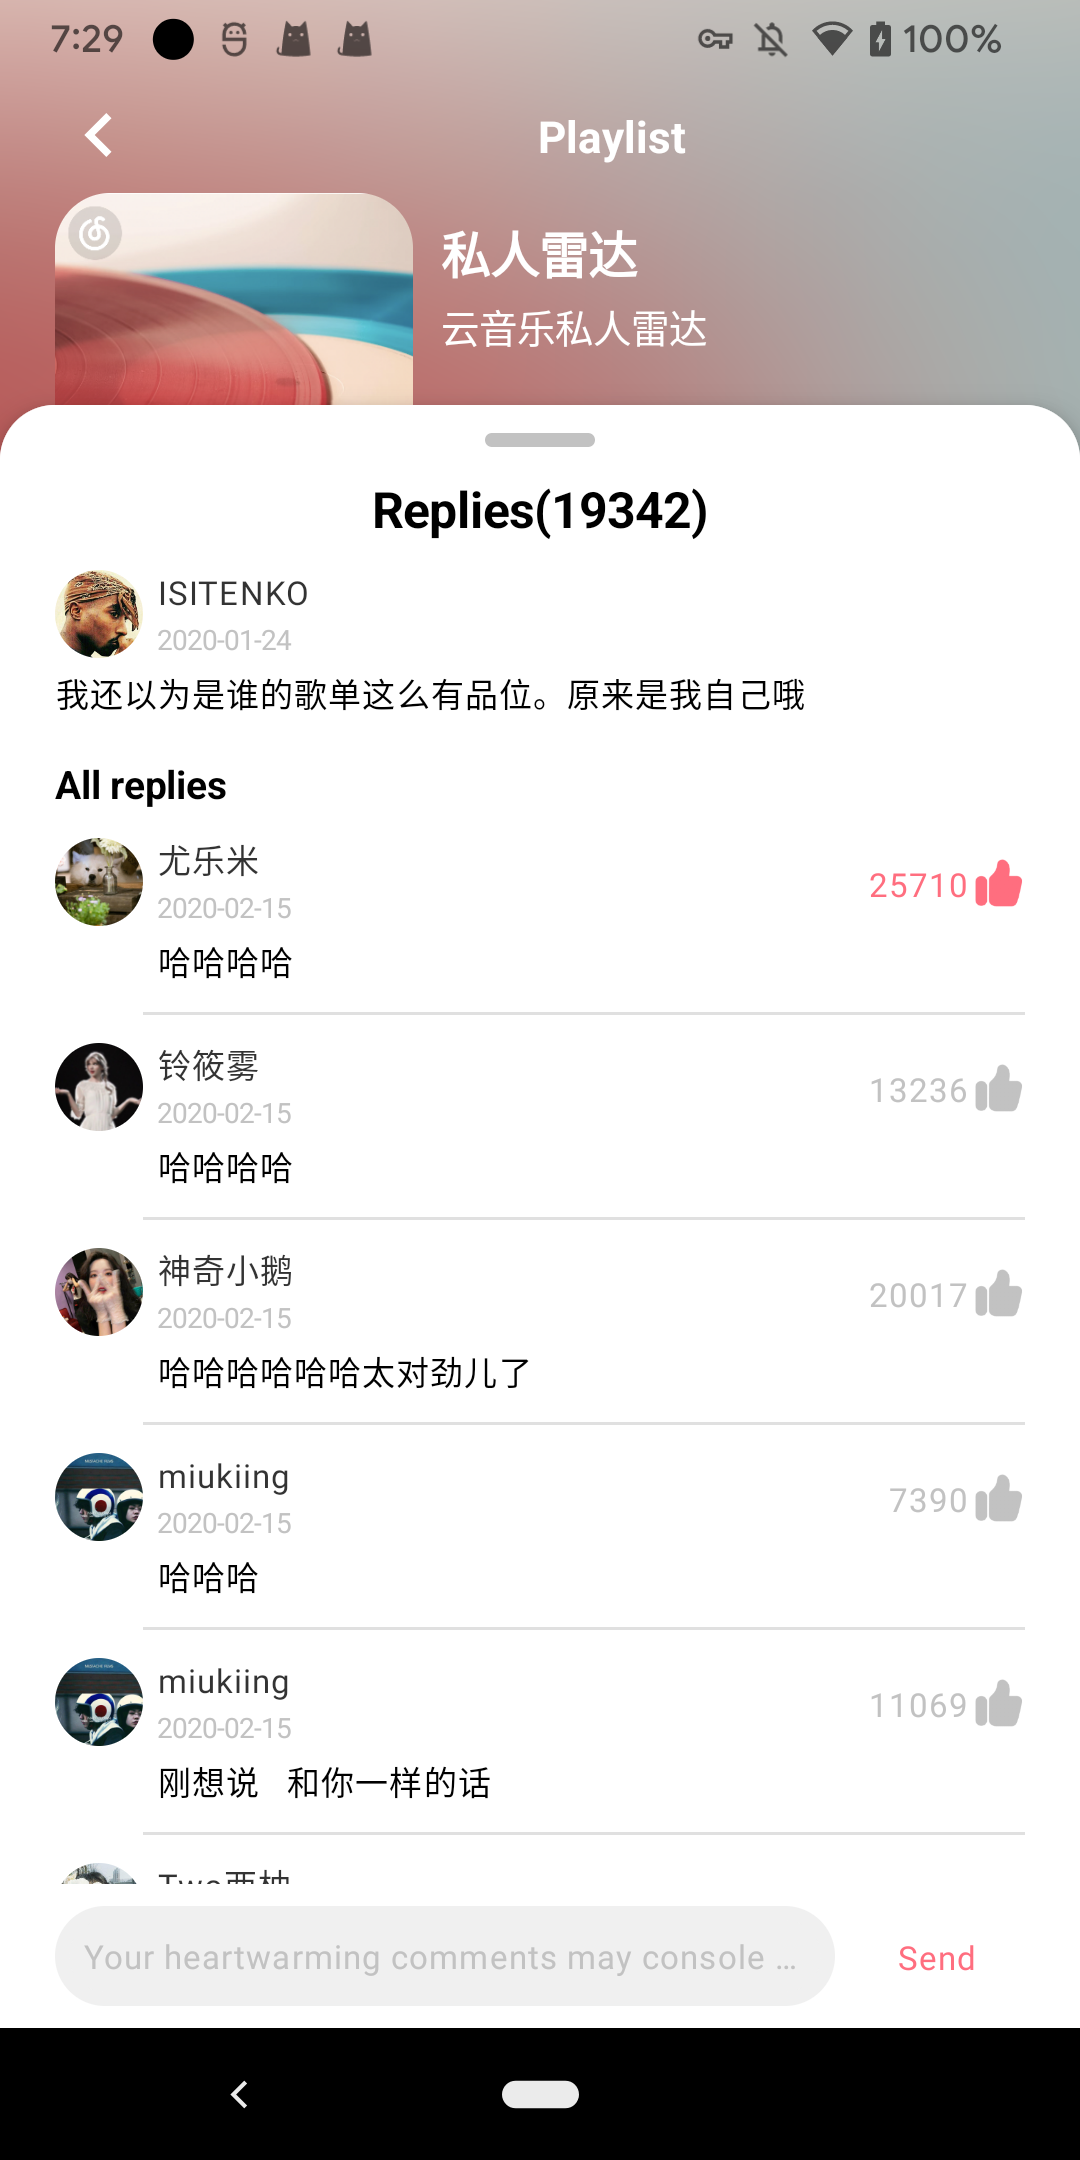 7:29
100%
Playlist
私人雷达
云音乐私人雷达
Replies(19342)
ISITENKO
2020-01-24
我还以为是谁的歌单这么有品位。原来是我自己哦
All replies
尤乐米
2020-02-15
25710
哈哈哈哈
铃筱雾
2020-02-15
13236
哈哈哈哈
神奇小鹅
2020-02-15
20017
哈哈哈哈哈哈太对劲儿了
miukiing
2020-02-15
7390
哈哈哈
miukiing
2020-02-15
11069
刚想说 和你一样的话
Your heartwarming comments may console ...
Send